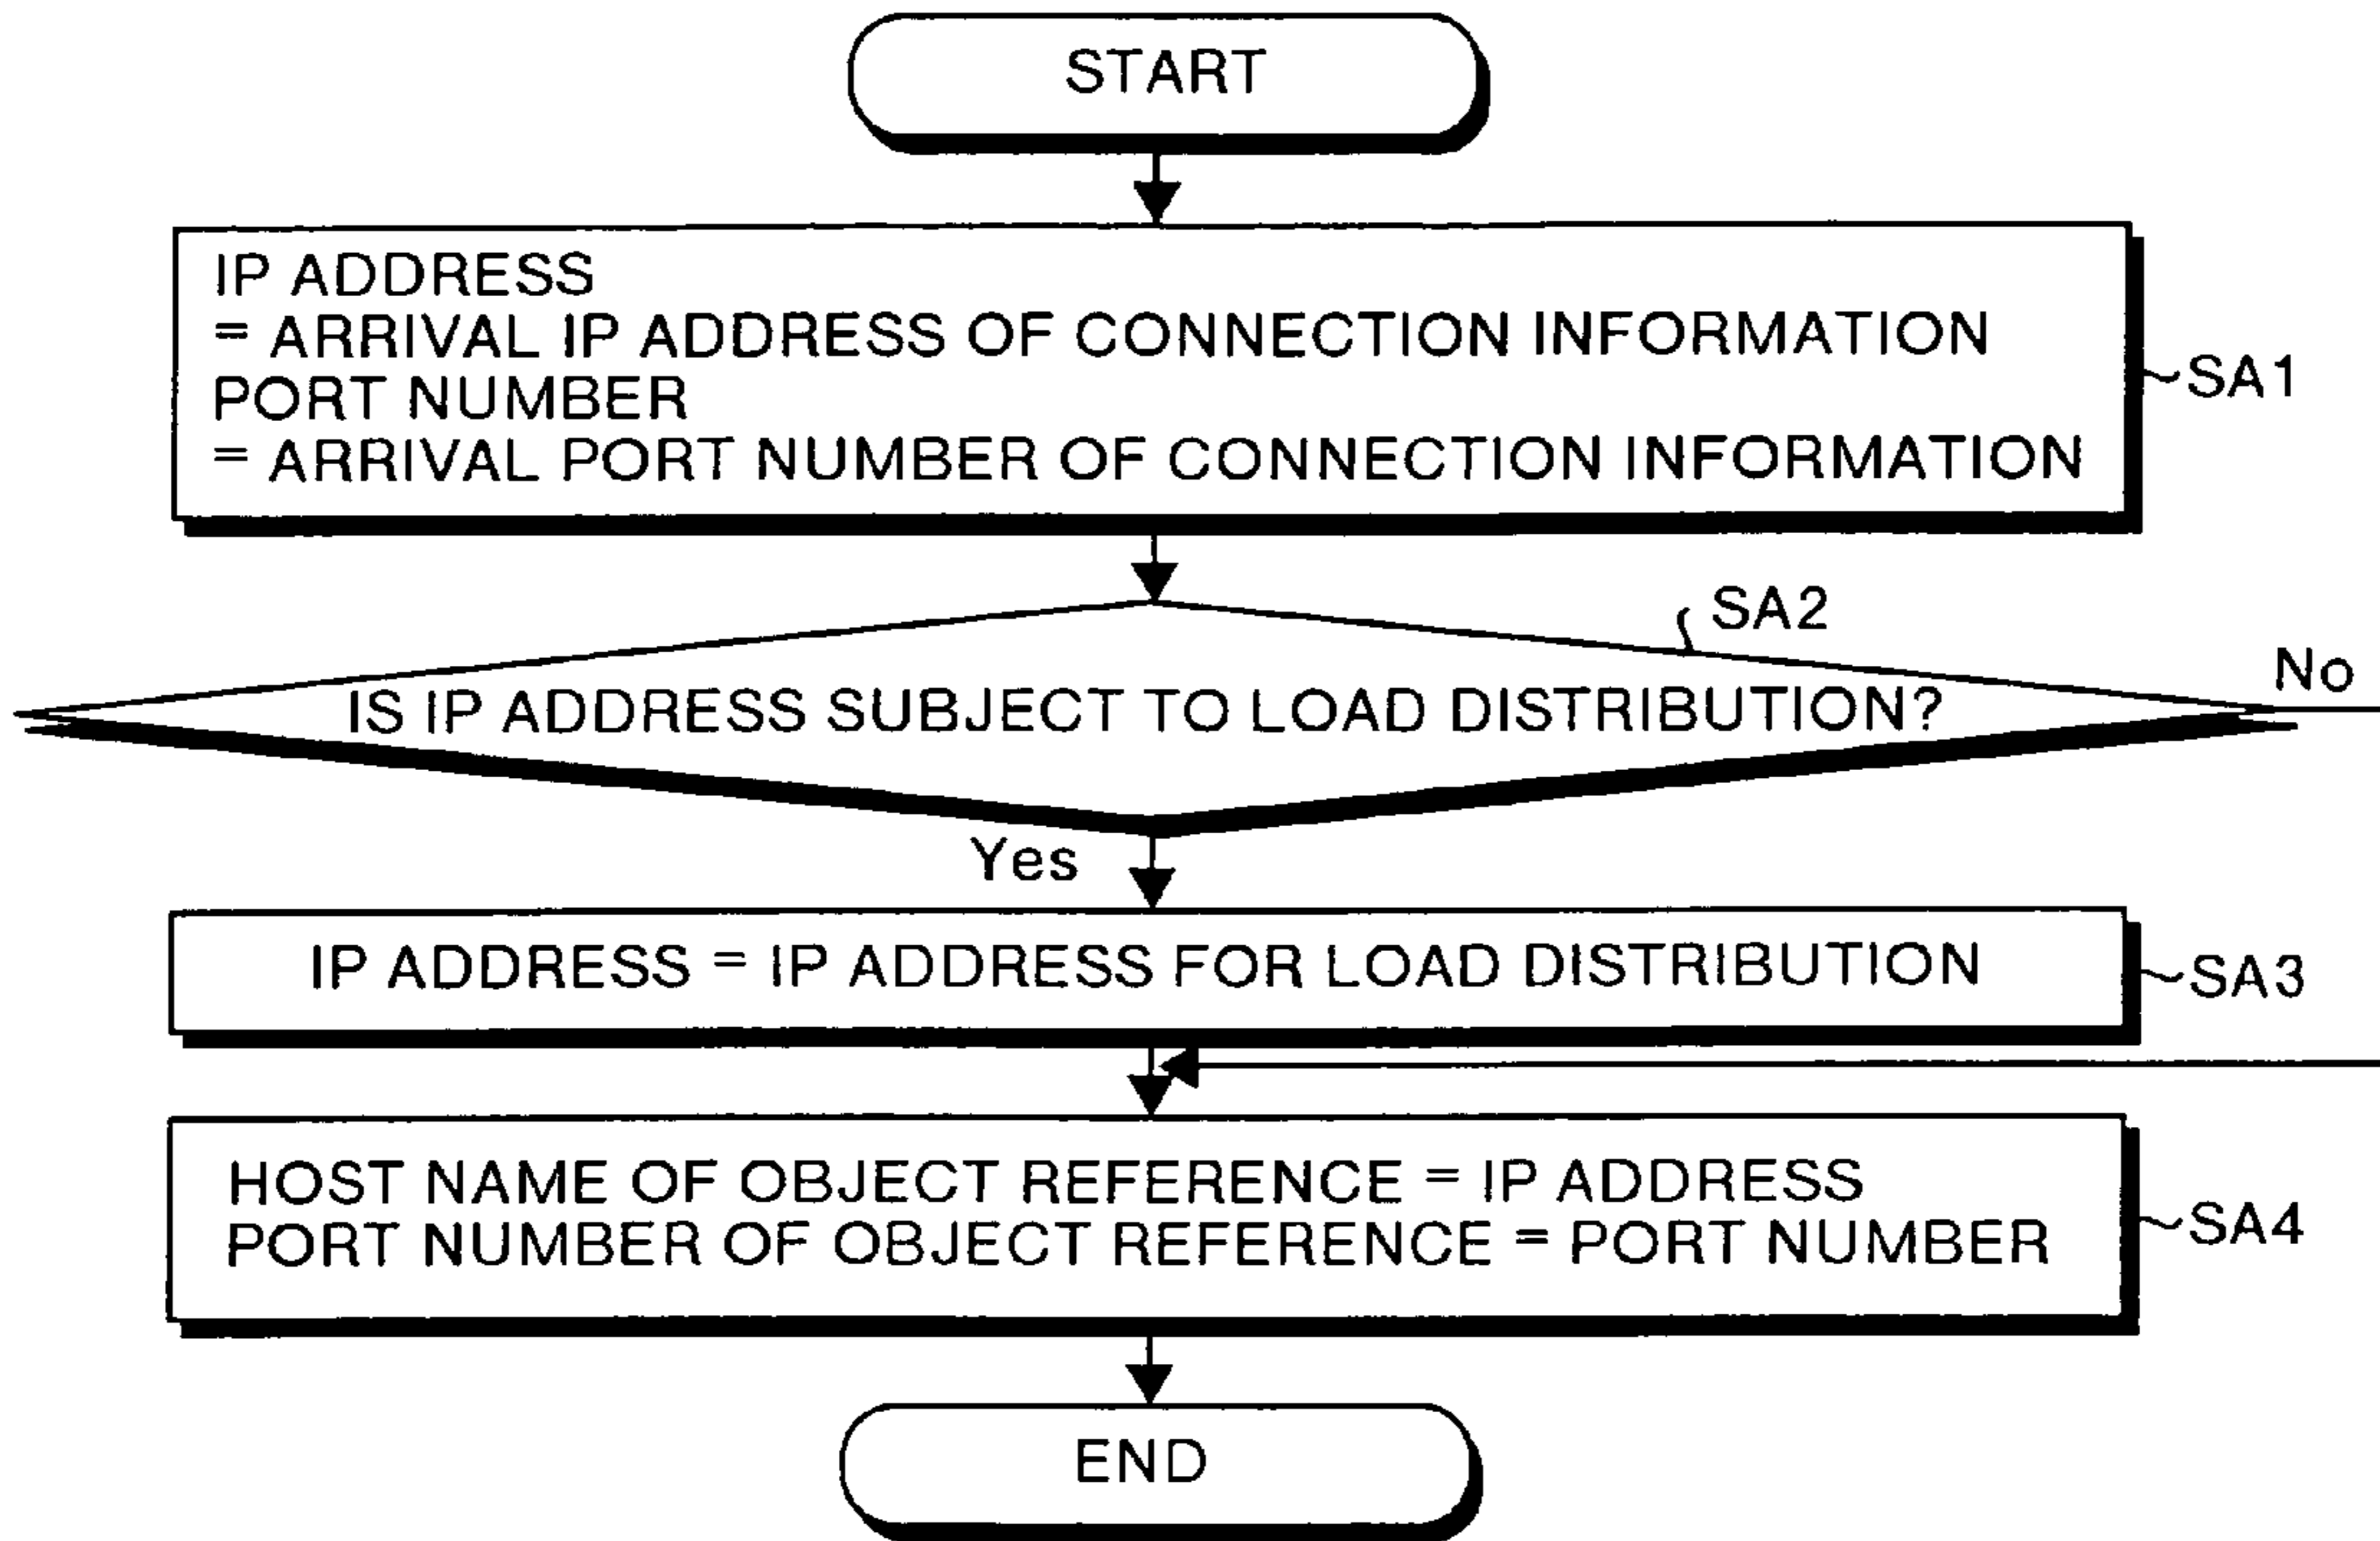 START
IP ADDRESS
= ARRIVAL IP ADDRESS OF CONNECTION INFORMATION
PORT NUMBER
= ARRIVAL PORT NUMBER OF CONNECTION INFORMATION
SA1
SA2
IS IP ADDRESS SUBJECT TO LOAD DISTRIBUTION?
No
Yes
IP ADDRESS = IP ADDRESS FOR LOAD DISTRIBUTION
SA3
HOST NAME OF OBJECT REFERENCE = IP ADDRESS
PORT NUMBER OF OBJECT REFERENCE = PORT NUMBER
SA4
END